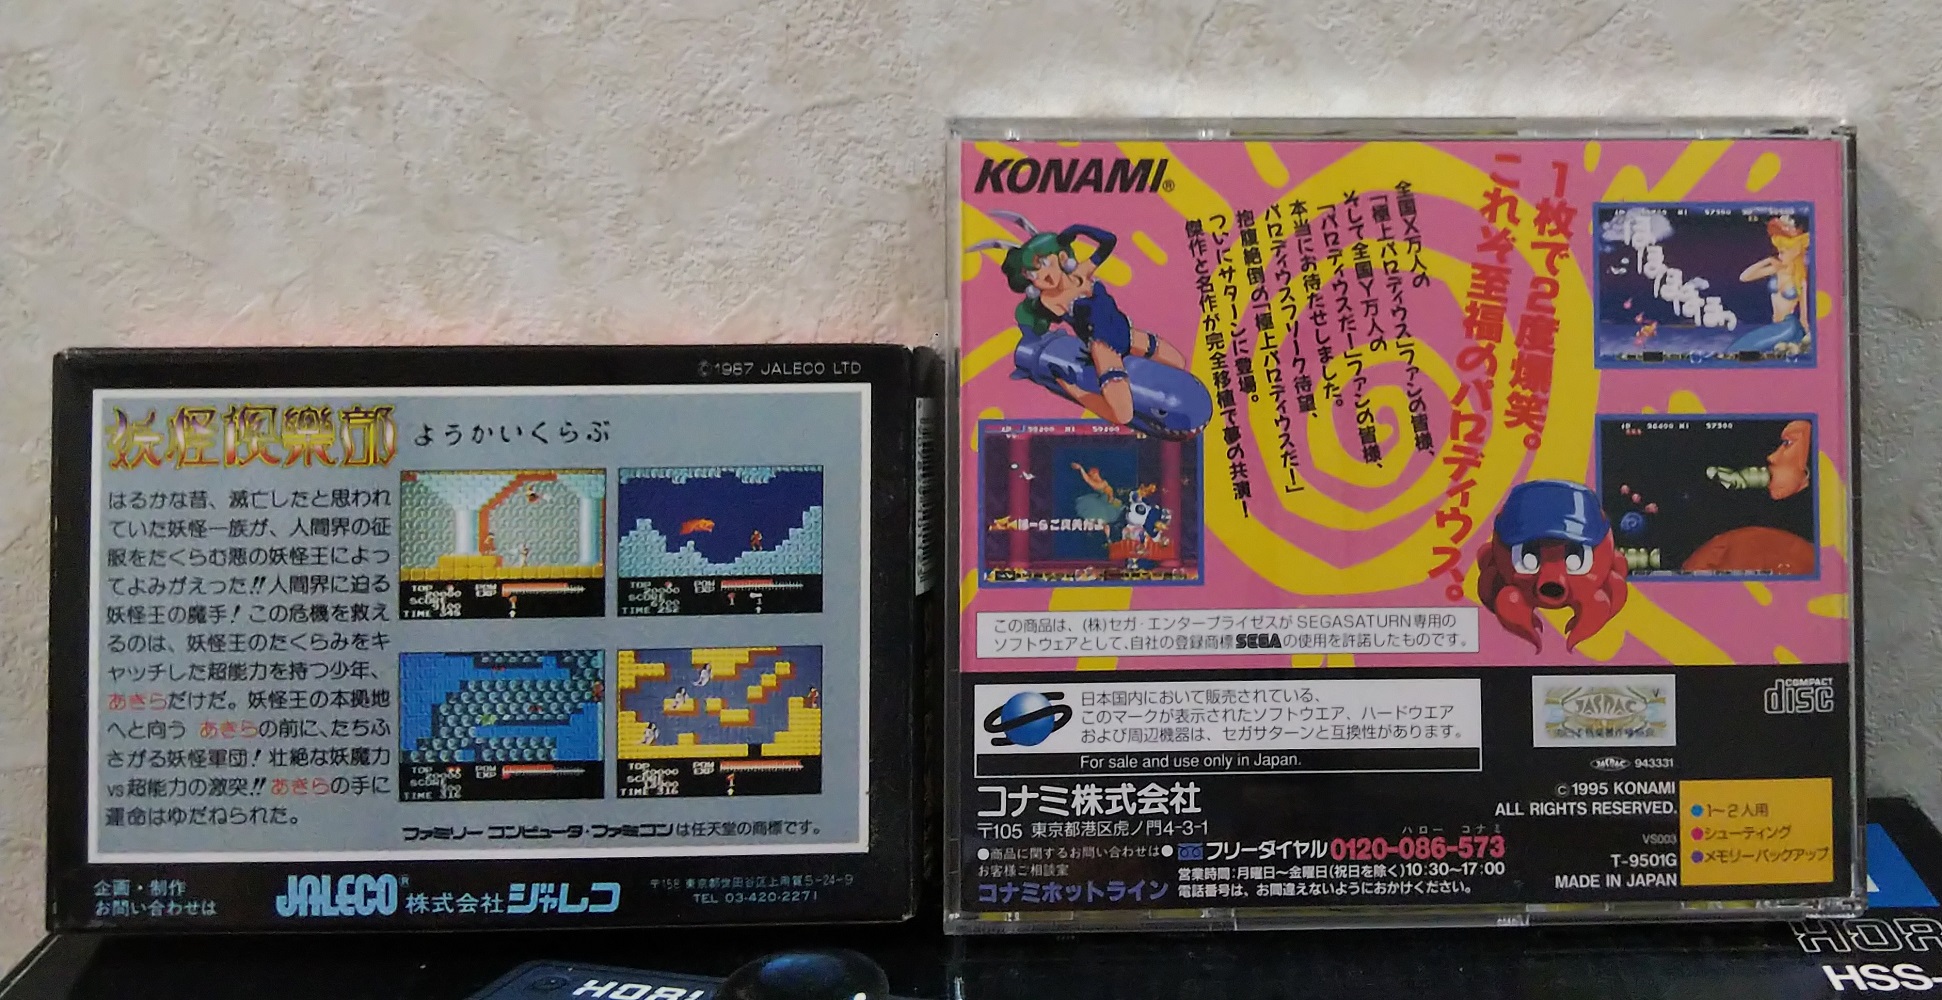 ©1987 JALECO LTD
妖怪倶樂部 ようかいくらぶ
はるかな昔、滅亡したと思われ
ていた妖怪一族が、人間界の征
服をたくらむ悪の妖怪王によっ
てよみがえった!!人間界に迫る
妖怪王の魔手!この危機を救え
るのは、妖怪王のたくらみをキ
ャッチした超能力を持つ少年、
あきらだけだ。妖怪王の本拠地
へと向う あきらの前に、たちふ
さがる妖怪軍団!壮絶な妖魔力
vs超能力の激突!!あきらの手に
運命はゆだねられた。
ファミリーコンピュータ・ファミコンは任天堂の商標です。
企画・制作
お問い合わせは
JALECO® 株式会社ジャレコ
〒158 東京都世田谷区上用賀5-24-9
TEL 03-420-2271
KONAMI®
1枚で2度爆笑。
これぞ至福のパロディウス。
全国X万人の
「極上パロディウス」ファンの皆様、
そして全国Y万人の
「パロディウスだ!」ファンの皆様、
本当にお待たせしました。
パロディウスフリーク待望、
抱腹絶倒の「極上パロディウスだ!」
ついにサターンに登場。
傑作と名作が完全移植で夢の共演!
この商品は、(株)セガ・エンタープライゼスがSEGASATURN専用の
ソフトウェアとして、自社の登録商標SEGAの使用を許諾したものです。
日本国内において販売されている、
このマークが表示されたソフトウエア、ハードウエア
および周辺機器は、セガサターンと互換性があります。
For sale and use only in Japan.
JASRAC
COMPACT
disc
JASRAC 943331
コナミ株式会社
〒105 東京都港区虎ノ門4-3-1
●商品に関するお問い合わせは●
お客様ご相談室
コナミホットライン
ハロー コナミ
フリーダイヤル0120-086-573
営業時間:月曜日〜金曜日(祝日を除く)10:30〜17:00
電話番号は、お間違えないようにおかけください。
©1995 KONAMI
ALL RIGHTS RESERVED.
VS003
T-9501G
MADE IN JAPAN
●1〜2人用
●シューティング
●メモリーバックアップ
HORI
HOR
HSS-